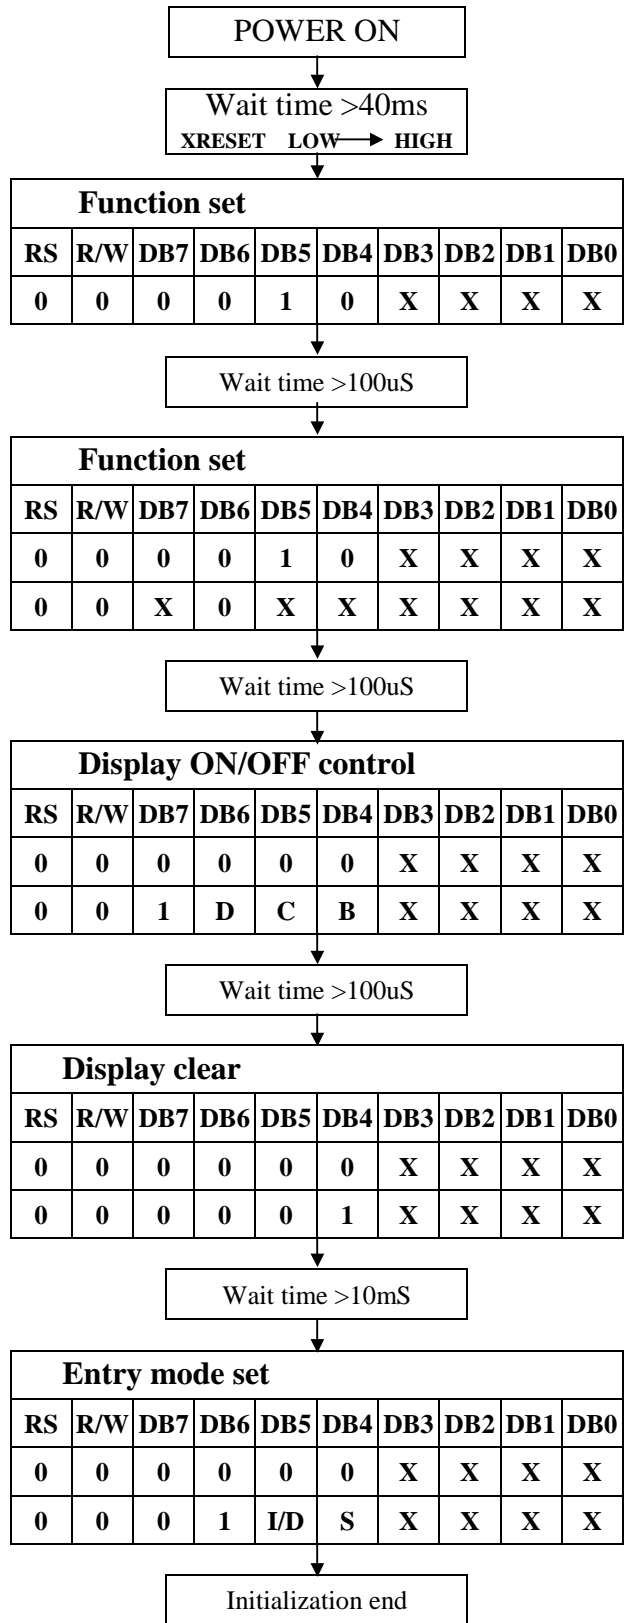 POWER ON
Wait time >40ms
XRESET LOW HIGH
Function set
RS R/W DB7 DB6 DB5 DB4 DB3 DB2 DB1 DB0
0 0 0 0 1 0 X X X X
Wait time >100uS
Function set
RS R/W DB7 DB6 DB5 DB4 DB3 DB2 DB1 DB0
0 0 0 0 1 0 X X X X
0 0 X 0 X X X X X X
Wait time >100uS
Display ON/OFF control
RS R/W DB7 DB6 DB5 DB4 DB3 DB2 DB1 DB0
0 0 0 0 0 0 X X X X
0 0 1 D C B X X X X
Wait time >100uS
Display clear
RS R/W DB7 DB6 DB5 DB4 DB3 DB2 DB1 DB0
0 0 0 0 0 0 X X X X
0 0 0 0 0 1 X X X X
Wait time >10mS
Entry mode set
RS R/W DB7 DB6 DB5 DB4 DB3 DB2 DB1 DB0
0 0 0 0 0 0 X X X X
0 0 0 1 I/D S X X X X
Initialization end